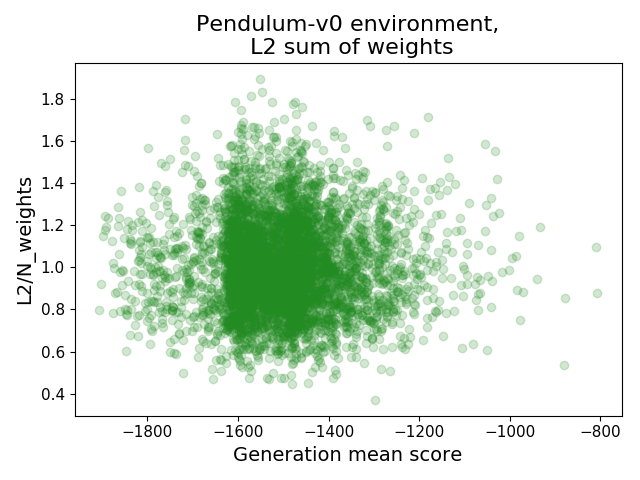 Pendulum-v0 environment,
L2 sum of weights
L2/N_weights
1.8
1.6
1.4
1.2
1.0
0.8
0.6
0.4
−1800 −1600 −1400 −1200 −1000 −800
Generation mean score